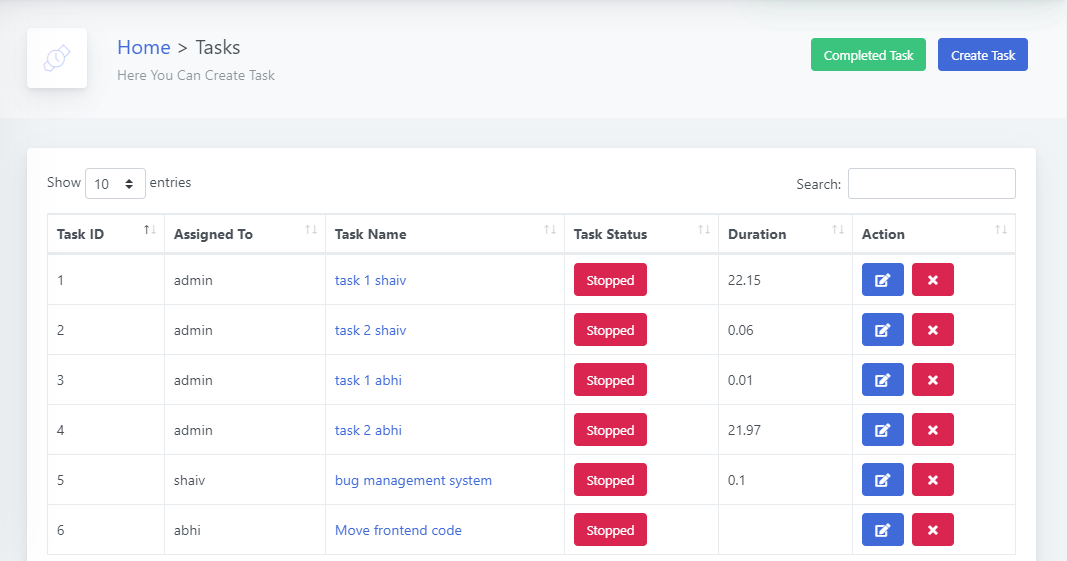 Home > Tasks
Here You Can Create Task
Completed Task
Create Task
Show 10 entries
Search:
Task ID Assigned To Task Name Task Status Duration Action
1 admin task 1 shaiv Stopped 22.15
2 admin task 2 shaiv Stopped 0.06
3 admin task 1 abhi Stopped 0.01
4 admin task 2 abhi Stopped 21.97
5 shaiv bug management system Stopped 0.1
6 abhi Move frontend code Stopped